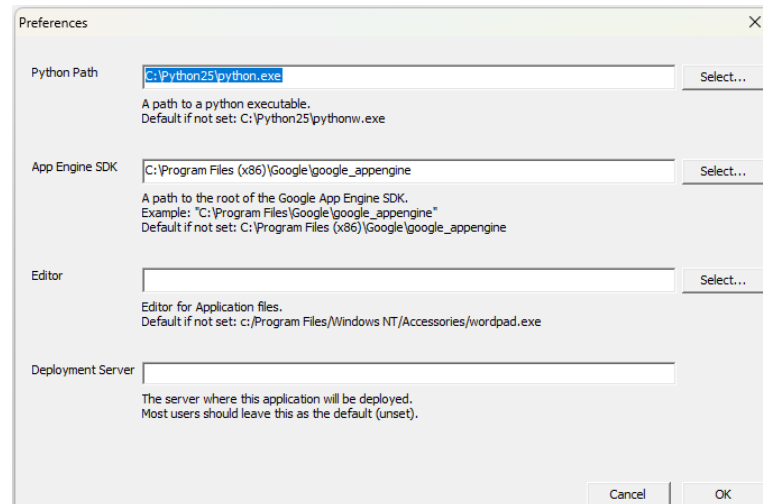 Preferences
Python Path
C:\Python25\python.exe
Select...
A path to a python executable.
Default if not set: C:\Python25\pythonw.exe
App Engine SDK
C:\Program Files (x86)\Google\google_appengine
Select...
A path to the root of the Google App Engine SDK.
Example: "C:\Program Files\Google\google_appengine"
Default if not set: C:\Program Files (x86)\Google\google_appengine
Editor
Select...
Editor for Application files.
Default if not set: c:/Program Files/Windows NT/Accessories/wordpad.exe
Deployment Server
The server where this application will be deployed.
Most users should leave this as the default (unset).
Cancel
OK